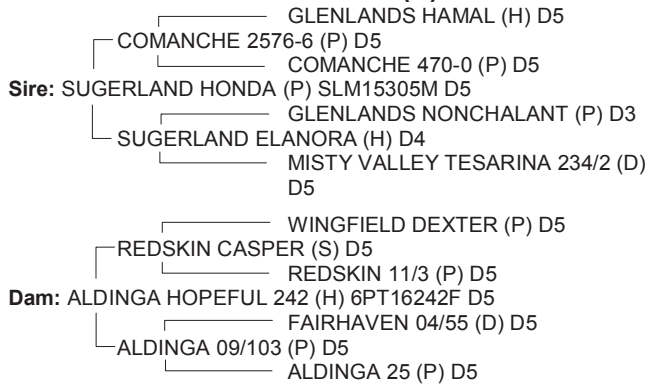 GLENLANDS HAMAL (H) D5
COMANCHE 2576-6 (P) D5
COMANCHE 470-0 (P) D5
Sire: SUGERLAND HONDA (P) SLM15305M D5
GLENLANDS NONCHALANT (P) D3
SUGERLAND ELANORA (H) D4
MISTY VALLEY TESARINA 234/2 (D)
D5
WINGFIELD DEXTER (P) D5
REDSKIN CASPER (S) D5
REDSKIN 11/3 (P) D5
Dam: ALDINGA HOPEFUL 242 (H) 6PT16242F D5
FAIRHAVEN 04/55 (D) D5
ALDINGA 09/103 (P) D5
ALDINGA 25 (P) D5